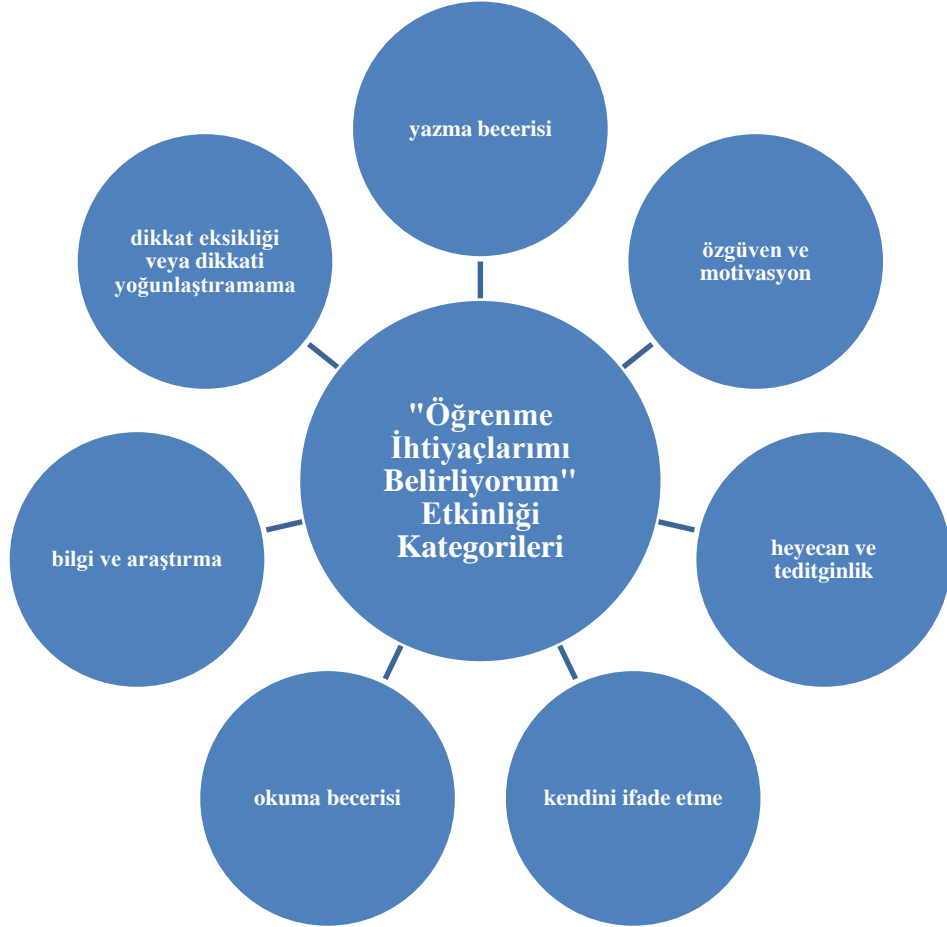 yazma becerisi
özgüven ve
motivasyon
heyecan ve
teditginlik
kendini ifade etme
okuma becerisi
bilgi ve araştırma
dikkat eksikliği
veya dikkati
yoğunlaştıramama
"Öğrenme
İhtiyaçlarımı
Belirliyorum"
Etkinliği
Kategorileri